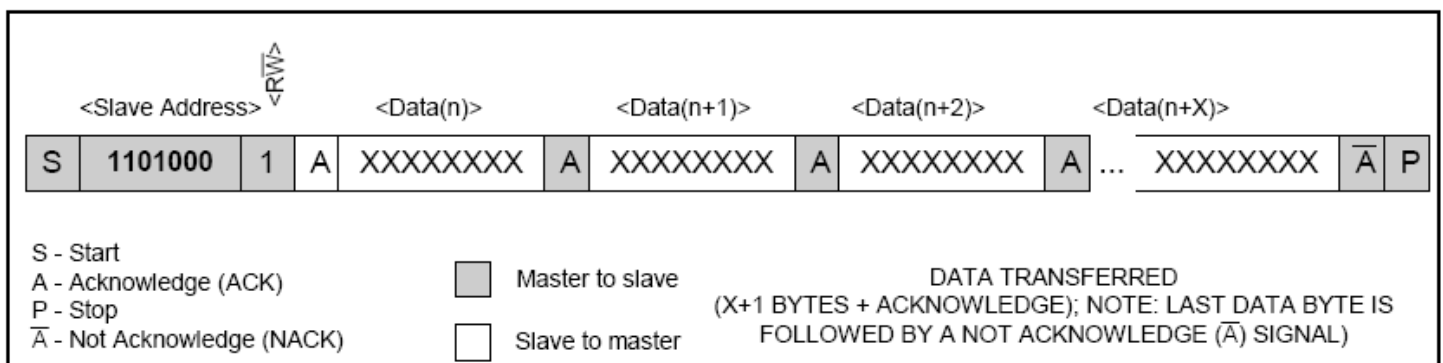 <RW̅>
<Slave Address> <Data(n)> <Data(n+1)> <Data(n+2)> <Data(n+X)>
S 1101000 1 A XXXXXXXX A XXXXXXXX A XXXXXXXX A ... XXXXXXXX A̅ P
S - Start
A - Acknowledge (ACK)
P - Stop
A̅ - Not Acknowledge (NACK)
Master to slave
Slave to master
DATA TRANSFERRED
(X+1 BYTES + ACKNOWLEDGE); NOTE: LAST DATA BYTE IS
FOLLOWED BY A NOT ACKNOWLEDGE (A̅) SIGNAL)